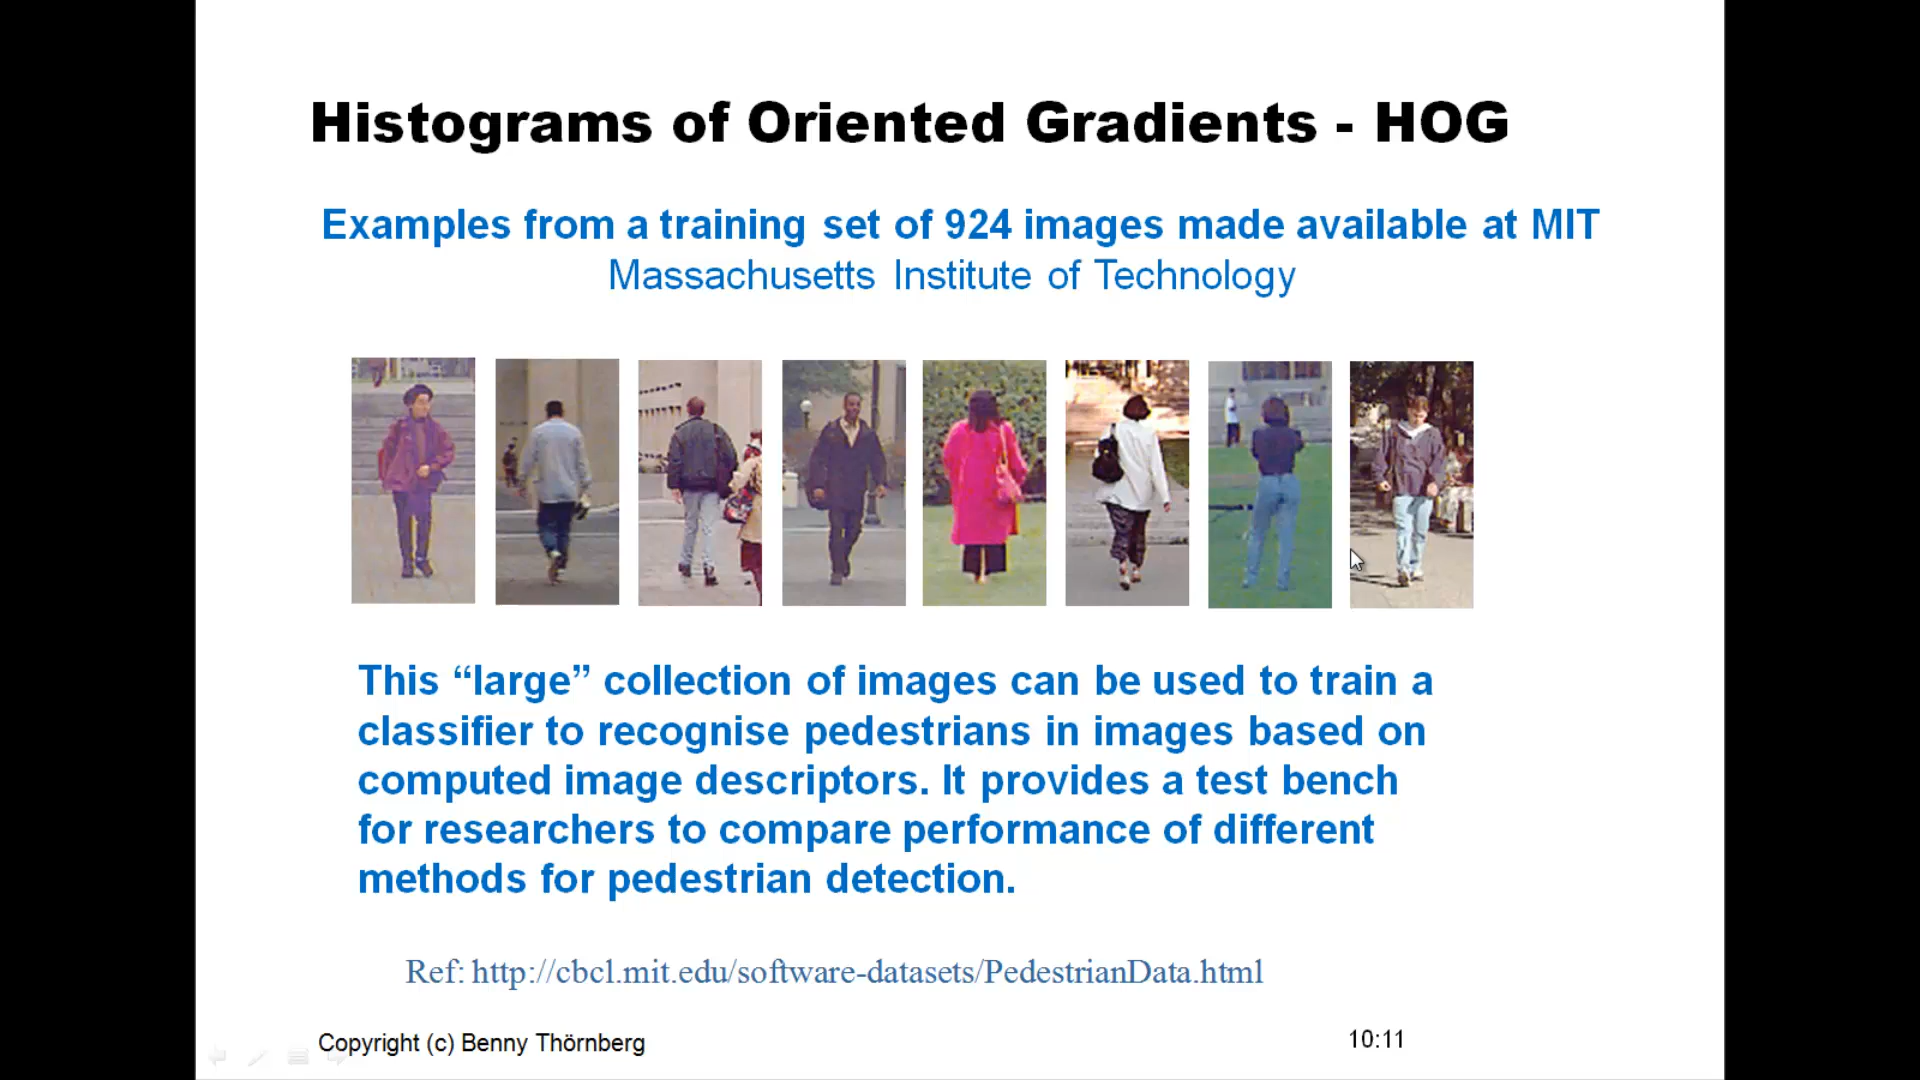 Histograms of Oriented Gradients - HOG
Examples from a training set of 924 images made available at MIT
Massachusetts Institute of Technology
This “large” collection of images can be used to train a
classifier to recognise pedestrians in images based on
computed image descriptors. It provides a test bench
for researchers to compare performance of different
methods for pedestrian detection.
Ref: http://cbcl.mit.edu/software-datasets/PedestrianData.html
Copyright (c) Benny Thörnberg
10:11